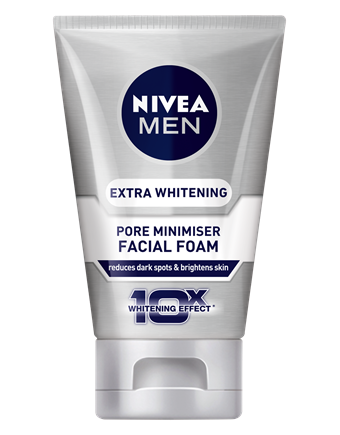 NIVEA
MEN
EXTRA WHITENING
PORE MINIMISER
FACIAL FOAM
reduces dark spots & brightens skin
10X
WHITENING EFFECT*